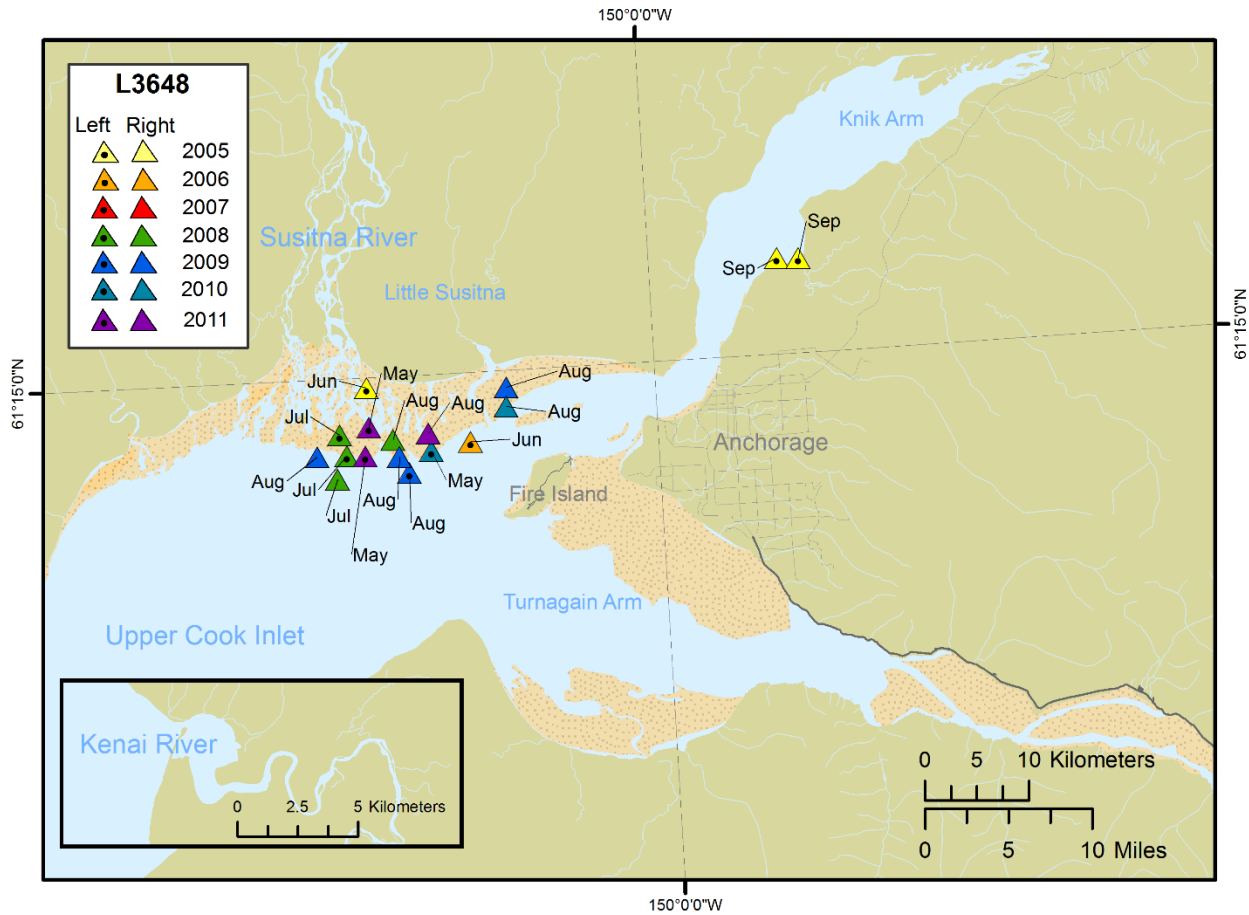 150°0'0"W
L3648
Left Right
2005
2006
2007
2008
2009
2010
2011
Knik Arm
Susitna River
Little Susitna
Sep
Sep
61°15'0"N
61°15'0"N
Jun
May
Aug
Aug
Aug
Aug
Jul
Jun
Aug
Jul
Aug
May
Jul
Aug
May
Anchorage
Fire Island
Turnagain Arm
Upper Cook Inlet
Kenai River
0 2.5 5 Kilometers
0 5 10 Kilometers
0 5 10 Miles
150°0'0"W